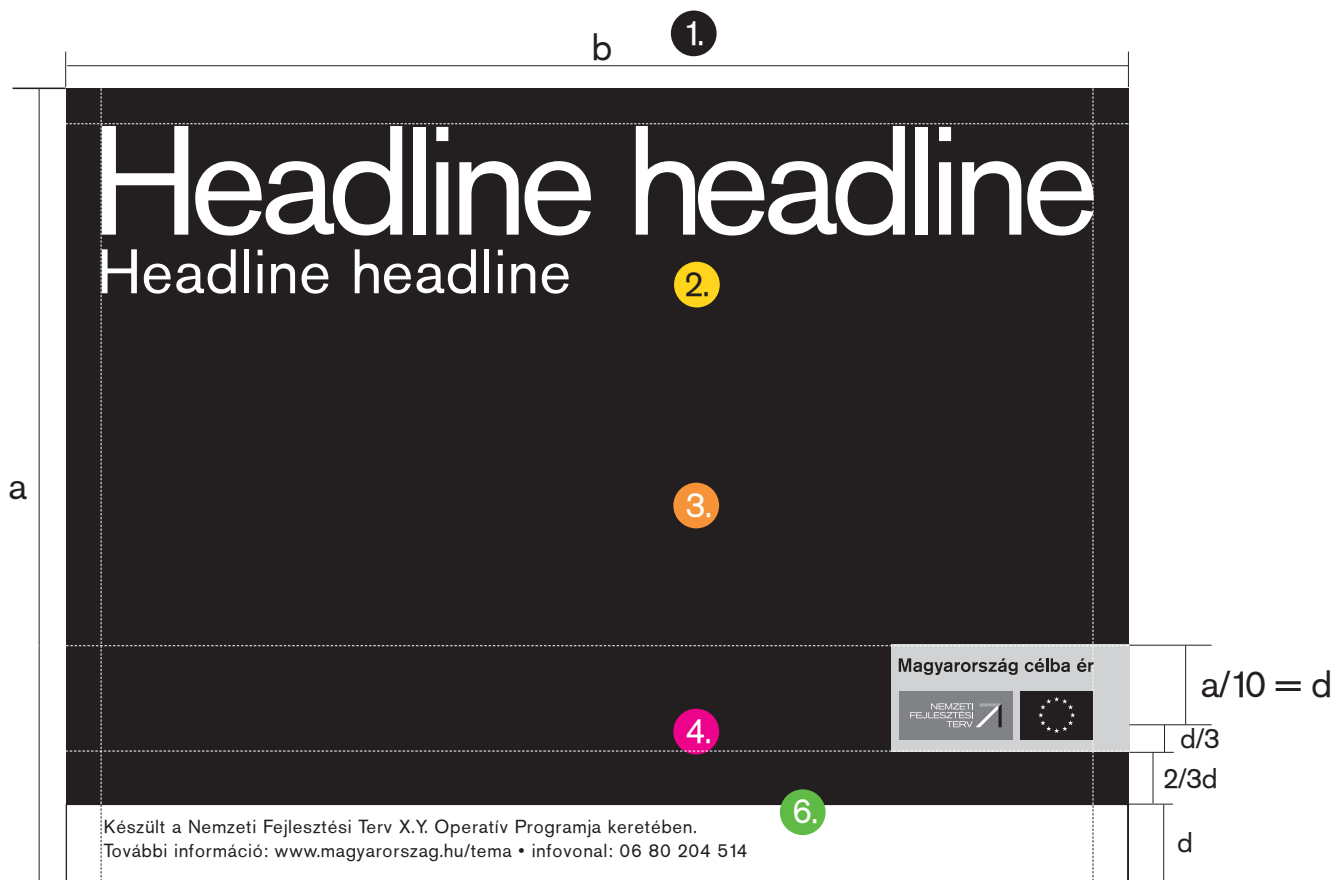 b
1.
Headline headline
Headline headline
2.
a
3.
Magyarország célba ér
a/10 = d
NEMZETI
FEJLESZTÉSI
TERV
4.
d/3
2/3d
6.
Készült a Nemzeti Fejlesztési Terv X.Y. Operatív Programja keretében.
További információ: www.magyarorszag.hu/tema • infovonal: 06 80 204 514
d